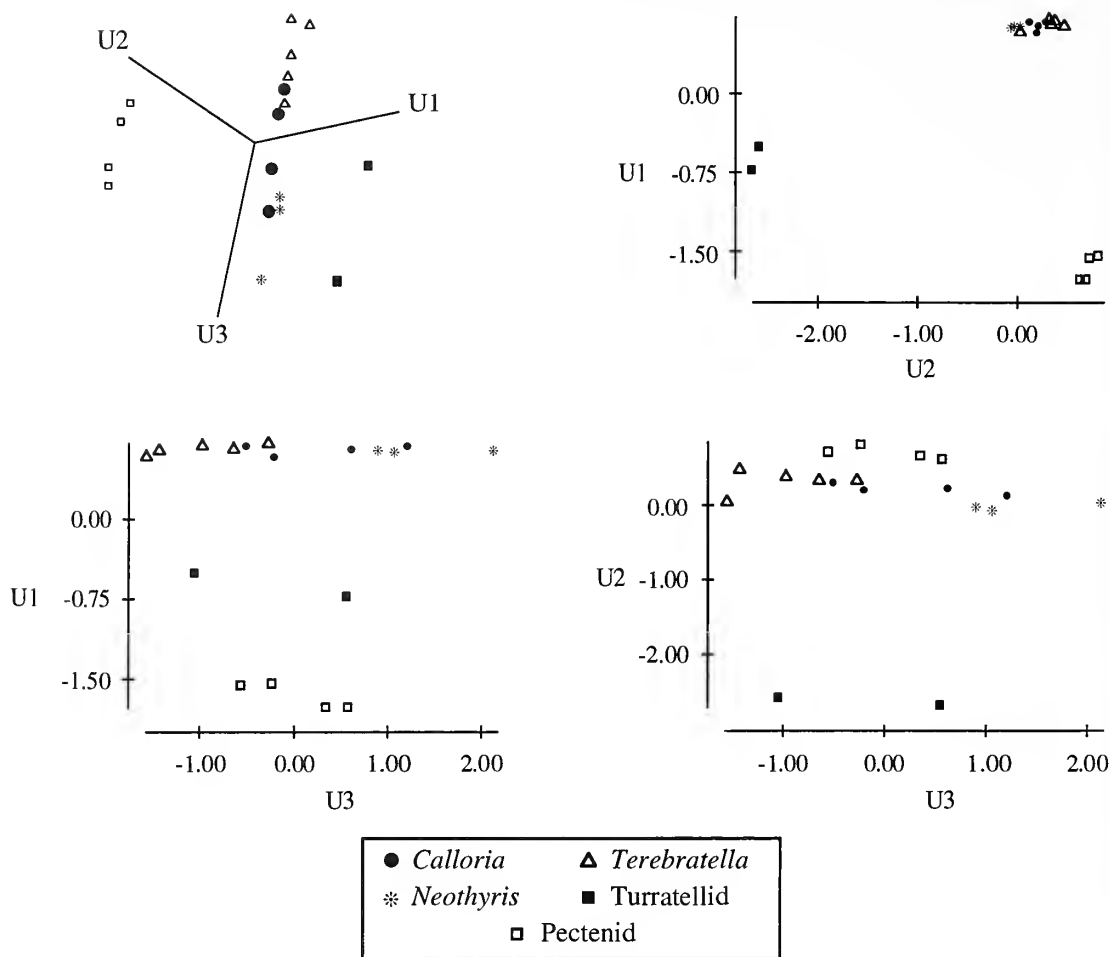 U2
U1
U3
0.00
U1 -0.75
-1.50
-2.00 -1.00 0.00
U2
0.00
U1 -0.75
-1.50
-1.00 0.00 1.00 2.00
U3
0.00
U2 -1.00
-2.00
-1.00 0.00 1.00 2.00
U3
Calloria Terebratella
Neothyris Turratellid
Pectenid